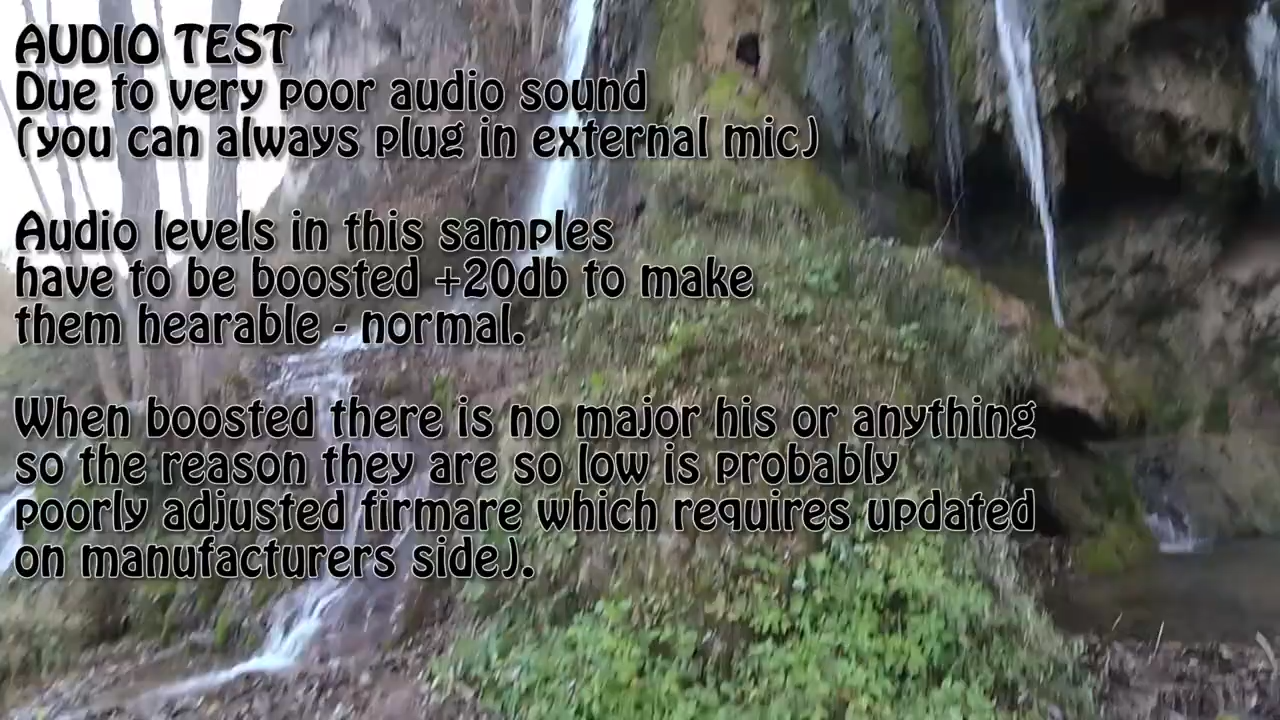 AUDIO TEST
Due to very poor audio sound
(you can always plug in external mic)
Audio levels in this samples
have to be boosted +20db to make
them hearable - normal.
When boosted there is no major his or anything
so the reason they are so low is probably
poorly adjusted firmare which requires updated
on manufacturers side).